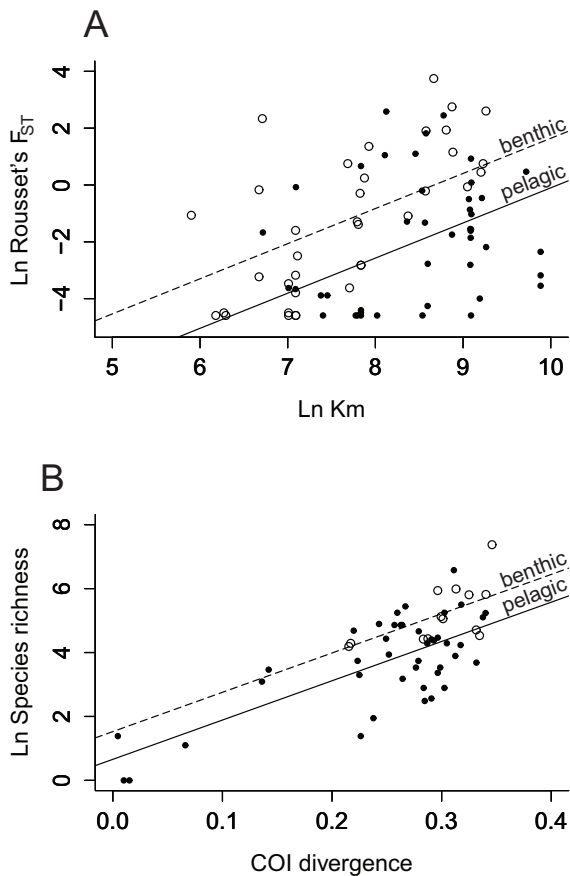 A
Ln Rousset's FST
4
2
0
−2
−4
benthic
pelagic
5 6 7 8 9 10
Ln Km
B
Ln Species richness
8
6
4
2
0
benthic
pelagic
0.0 0.1 0.2 0.3 0.4
COI divergence